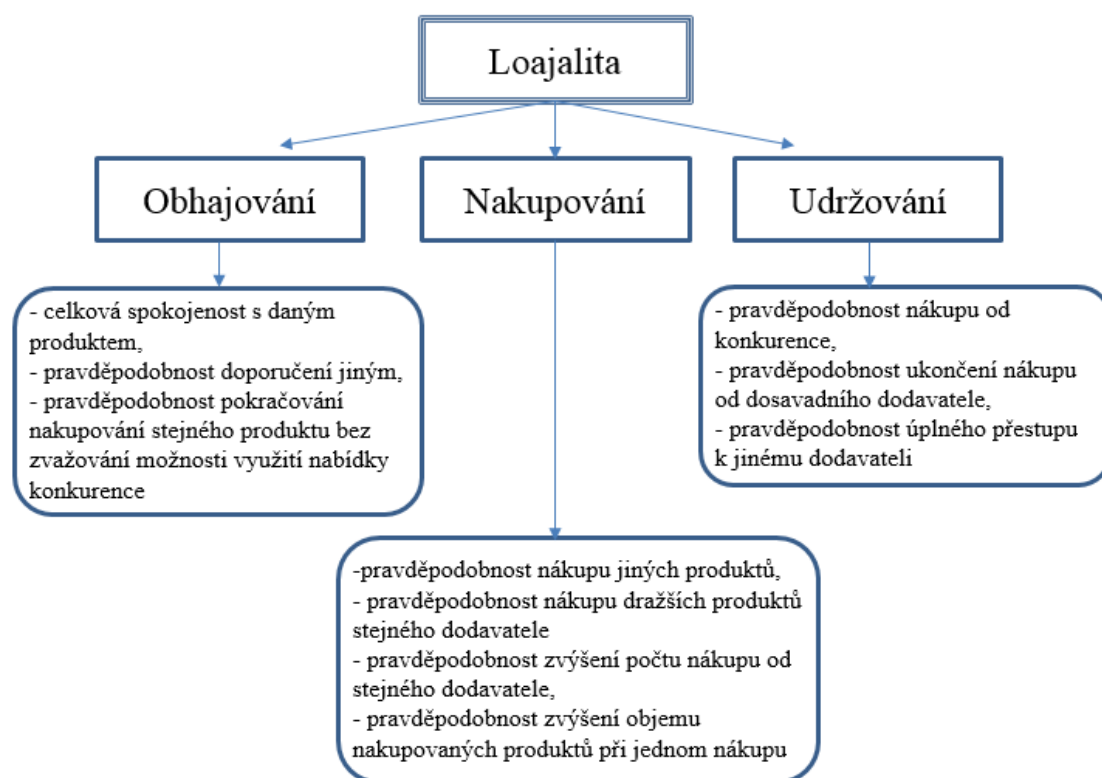 Loajalita
Obhajování
Nakupování
Udržování
- celková spokojenost s daným
produktem,
- pravděpodobnost doporučení jiným,
- pravděpodobnost pokračování
nakupování stejného produktu bez
zvažování možnosti využití nabídky
konkurence
- pravděpodobnost nákupu od
konkurence,
- pravděpodobnost ukončení nákupu
od dosavadního dodavatele,
- pravděpodobnost úplného přestupu
k jinému dodavateli
-pravděpodobnost nákupu jiných produktů,
- pravděpodobnost nákupu dražších produktů
stejného dodavatele
- pravděpodobnost zvýšení počtu nákupu od
stejného dodavatele,
- pravděpodobnost zvýšení objemu
nakupovaných produktů při jednom nákupu